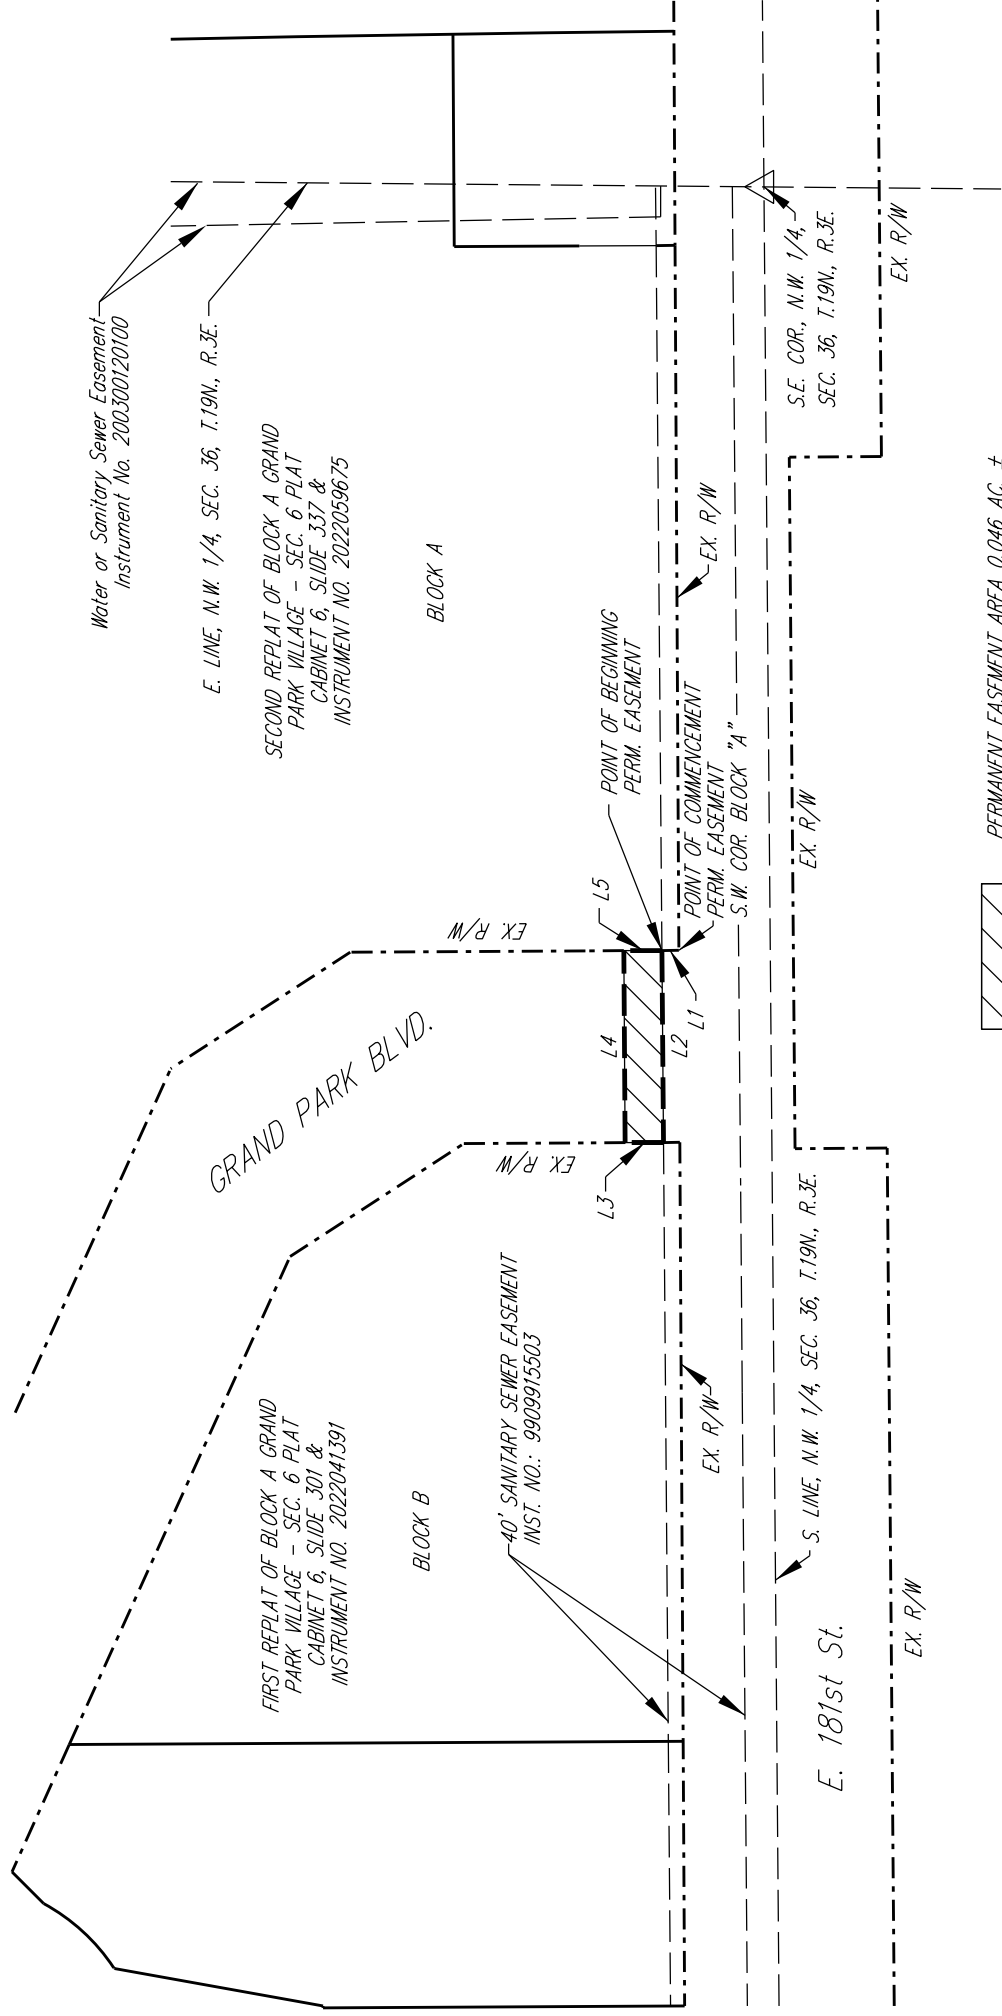 Water or Sanitary Sewer Easement
Instrument No. 200300120100
E. LINE, N.W. 1/4, SEC. 36, T.19N., R.3E.
SECOND REPLAT OF BLOCK A GRAND
PARK VILLAGE - SEC. 6 PLAT
CABINET 6, SLIDE 337 &
INSTRUMENT NO. 2022059675
BLOCK A
POINT OF BEGINNING
PERM. EASEMENT
EX. R/W
POINT OF COMMENCEMENT
PERM. EASEMENT
S.W. COR. BLOCK "A"
S.E. COR., N.W. 1/4,
SEC. 36, T.19N., R.3E.
EX. R/W
EX. R/W
PERMANENT EASEMENT AREA 0.046 AC. ±
EX. R/W
L5
L4
L2
L1
L3
GRAND PARK BLVD.
EX. R/W
FIRST REPLAT OF BLOCK A GRAND
PARK VILLAGE - SEC. 6 PLAT
CABINET 6, SLIDE 301 &
INSTRUMENT NO. 2022041391
BLOCK B
40' SANITARY SEWER EASEMENT
INST. NO.: 9909915503
EX. R/W
S. LINE, N.W. 1/4, SEC. 36, T.19N., R.3E.
E. 181st St.
EX. R/W